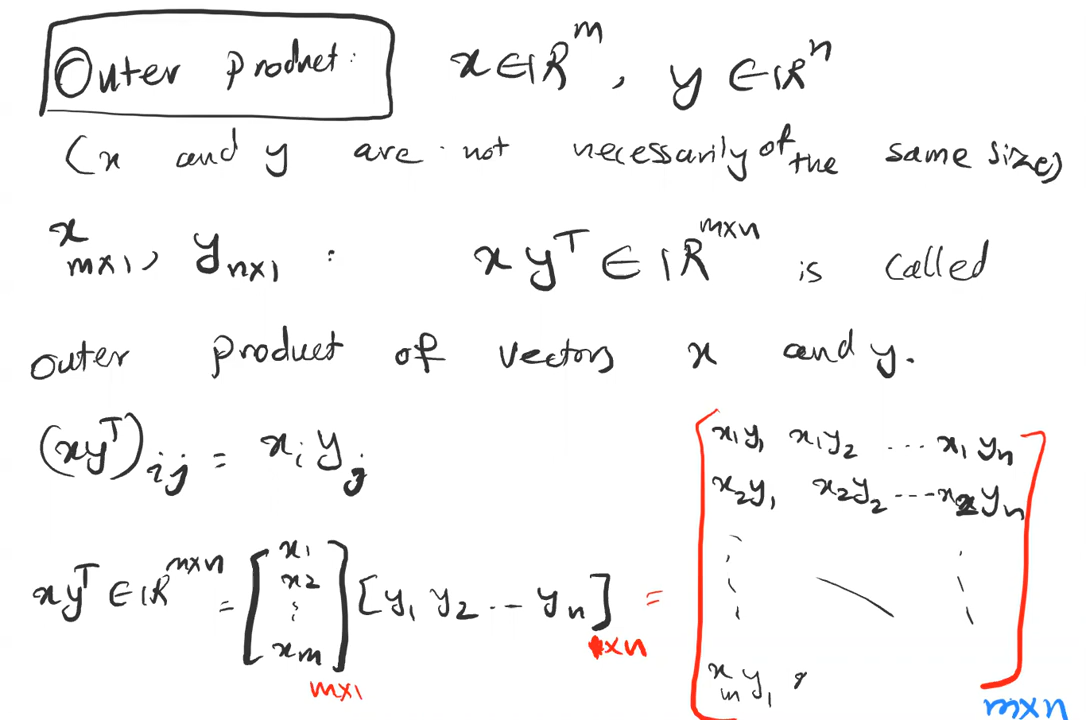 Outer product: x ∈ ℝ^m, y ∈ ℝ^n
(x and y are not necessarily of the same size)
x_{m×1}, y_{n×1} : x y^T ∈ ℝ^{m×n} is called
outer product of vectors x and y.
(xy^T)_{ij} = x_i y_j
xy^T ∈ ℝ^{m×n} = [x_1 x_2 ⋮ x_m]_{m×1} [y_1 y_2 ... y_n]_{1×n} =
[x_1y_1 x_1y_2 ... x_1y_n
x_2y_1 x_2y_2 ... x_2y_n
⋮ ⋱ ⋮
x_my_1 ]_{m×n}